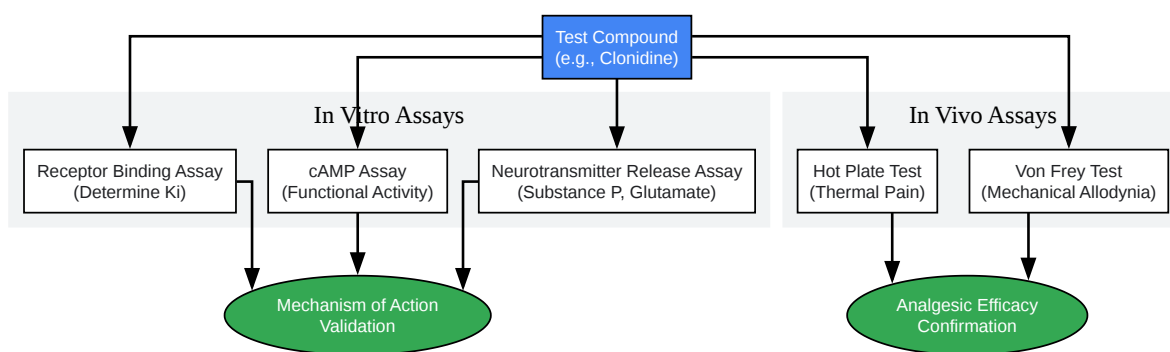 Test Compound
(e.g., Clonidine)
In Vitro Assays
In Vivo Assays
Receptor Binding Assay
(Determine Ki)
cAMP Assay
(Functional Activity)
Neurotransmitter Release Assay
(Substance P, Glutamate)
Hot Plate Test
(Thermal Pain)
Von Frey Test
(Mechanical Allodynia)
Mechanism of Action
Validation
Analgesic Efficacy
Confirmation